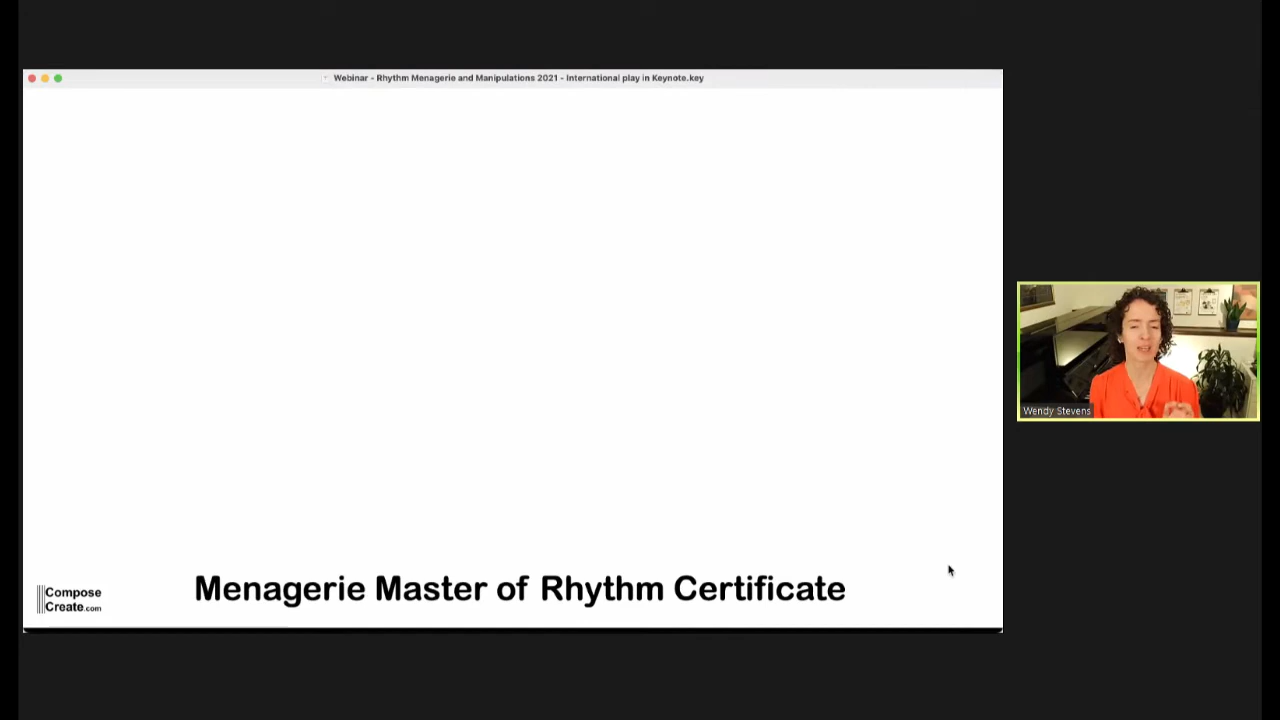 Webinar - Rhythm Menagerie and Manipulations 2021 - International play in Keynote.key
Wendy Stevens
Compose
Create.com
Menagerie Master of Rhythm Certificate